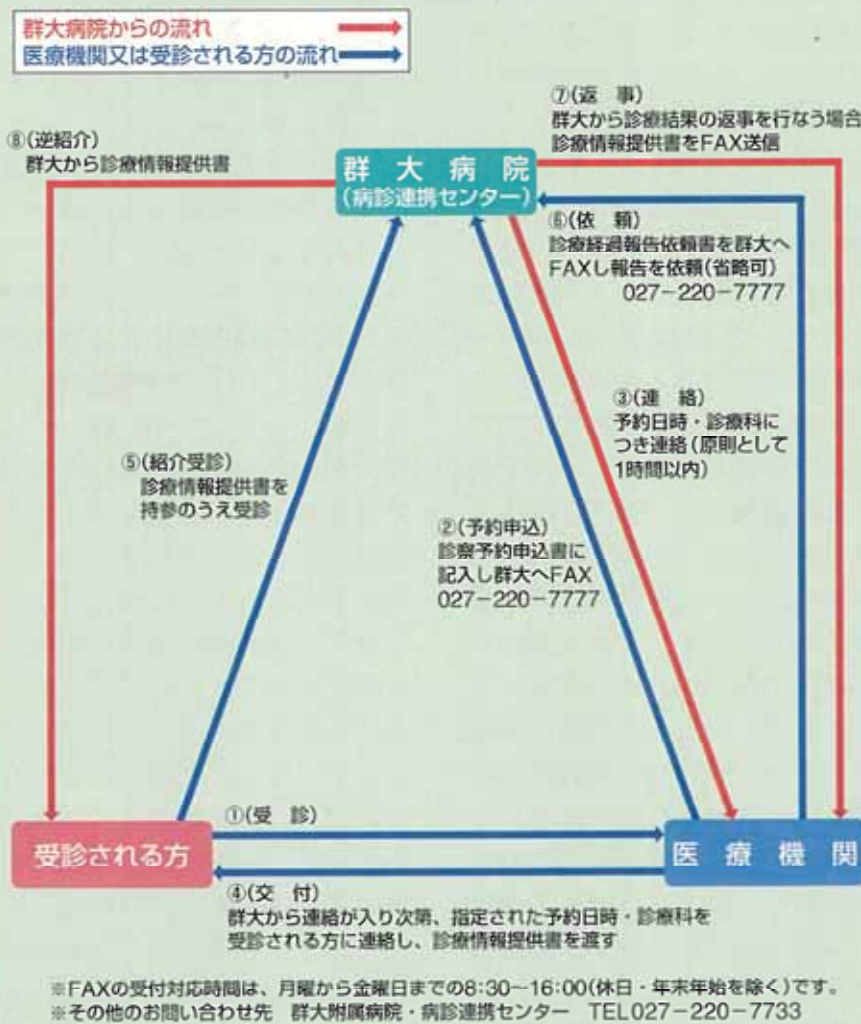 群大病院からの流れ
医療機関又は受診される方の流れ
⑦(返 事)
群大から診療結果の返事を行なう場合
診療情報提供書をFAX送信
⑧(逆紹介)
群大から診療情報提供書
群大病院
(病診連携センター)
⑥(依 頼)
診療経過報告依頼書を群大へ
FAXし報告を依頼(省略可)
027-220-7777
③(連 絡)
予約日時・診療科に
つき連絡(原則として
1時間以内)
⑤(紹介受診)
診療情報提供書を
持参のうえ受診
②(予約申込)
診察予約申込書に
記入し群大へFAX
027-220-7777
①(受 診)
受診される方
医療機関
④(交 付)
群大から連絡が入り次第、指定された予約日時・診療科を
受診される方に連絡し、診療情報提供書を渡す
※FAXの受付対応時間は、月曜から金曜日までの8:30~16:00(休日・年末年始を除く)です。
※その他のお問い合わせ先 群大附属病院・病診連携センター TEL027-220-7733